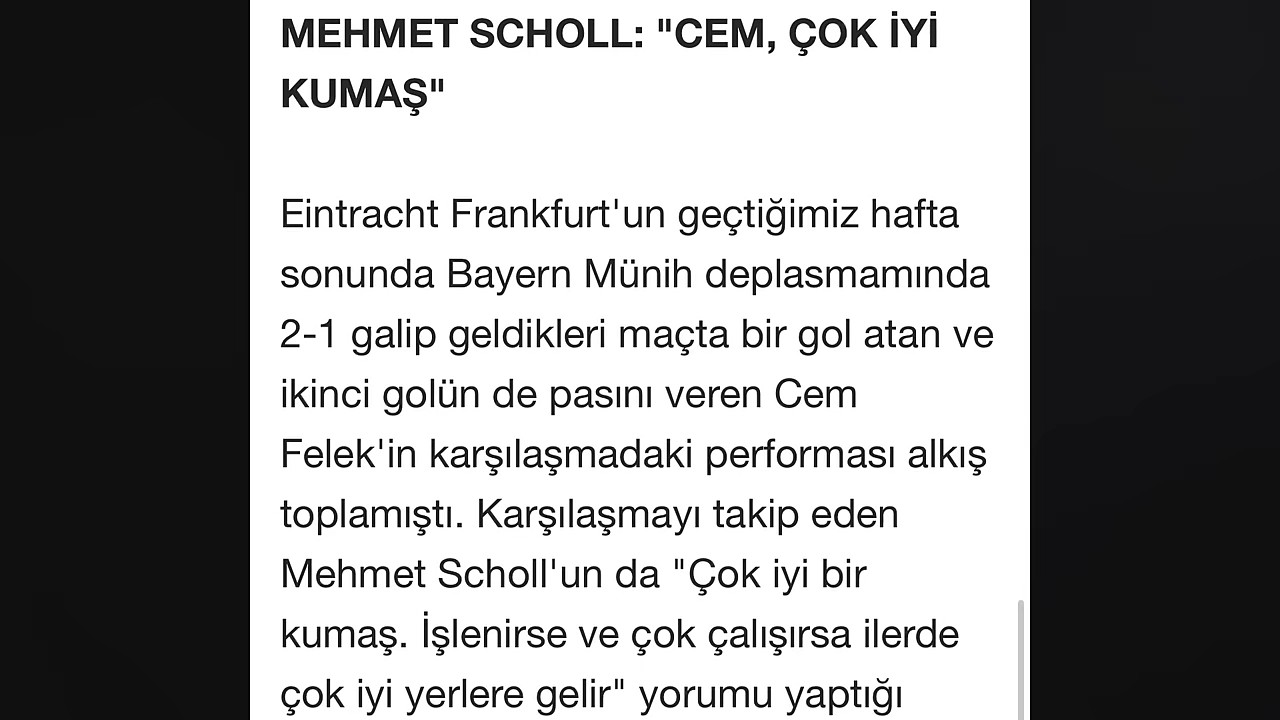 MEHMET SCHOLL: "CEM, ÇOK İYİ
KUMAŞ"
Eintracht Frankfurt'un geçtiğimiz hafta
sonunda Bayern Münih deplasmamında
2-1 galip geldikleri maçta bir gol atan ve
ikinci golün de pasını veren Cem
Felek'in karşılaşmadaki performası alkış
toplamıştı. Karşılaşmayı takip eden
Mehmet Scholl'un da "Çok iyi bir
kumaş. İşlenirse ve çok çalışırsa ilerde
çok iyi yerlere gelir" yorumu yaptığı